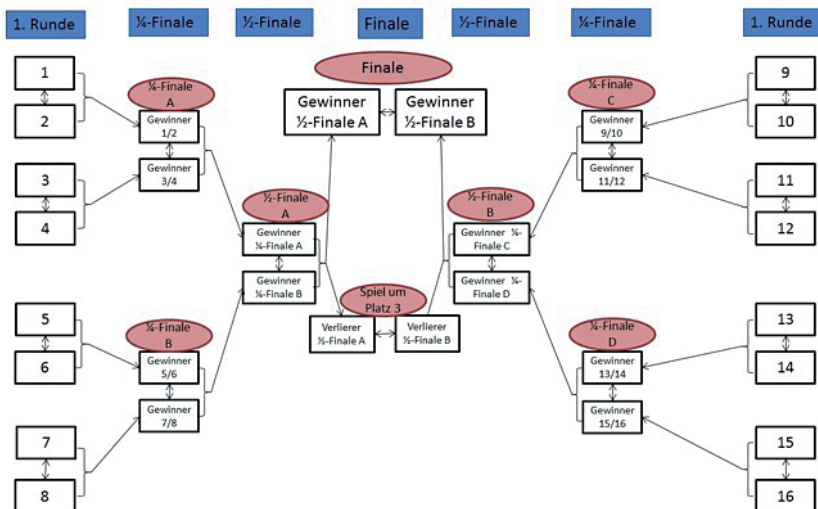 1. Runde
¼-Finale
½-Finale
Finale
½-Finale
¼-Finale
1. Runde
1
2
3
4
5
6
7
8
¼-Finale
A
Gewinner
1/2
Gewinner
3/4
¼-Finale
B
Gewinner
5/6
Gewinner
7/8
½-Finale
A
Gewinner
¼-Finale A
Gewinner
¼-Finale B
Finale
Gewinner
½-Finale A
Gewinner
½-Finale B
Spiel um
Platz 3
Verlierer
½-Finale A
Verlierer
½-Finale B
½-Finale
B
Gewinner ¼-
Finale C
Gewinner ¼-
Finale D
¼-Finale
C
Gewinner
9/10
Gewinner
11/12
¼-Finale
D
Gewinner
13/14
Gewinner
15/16
9
10
11
12
13
14
15
16